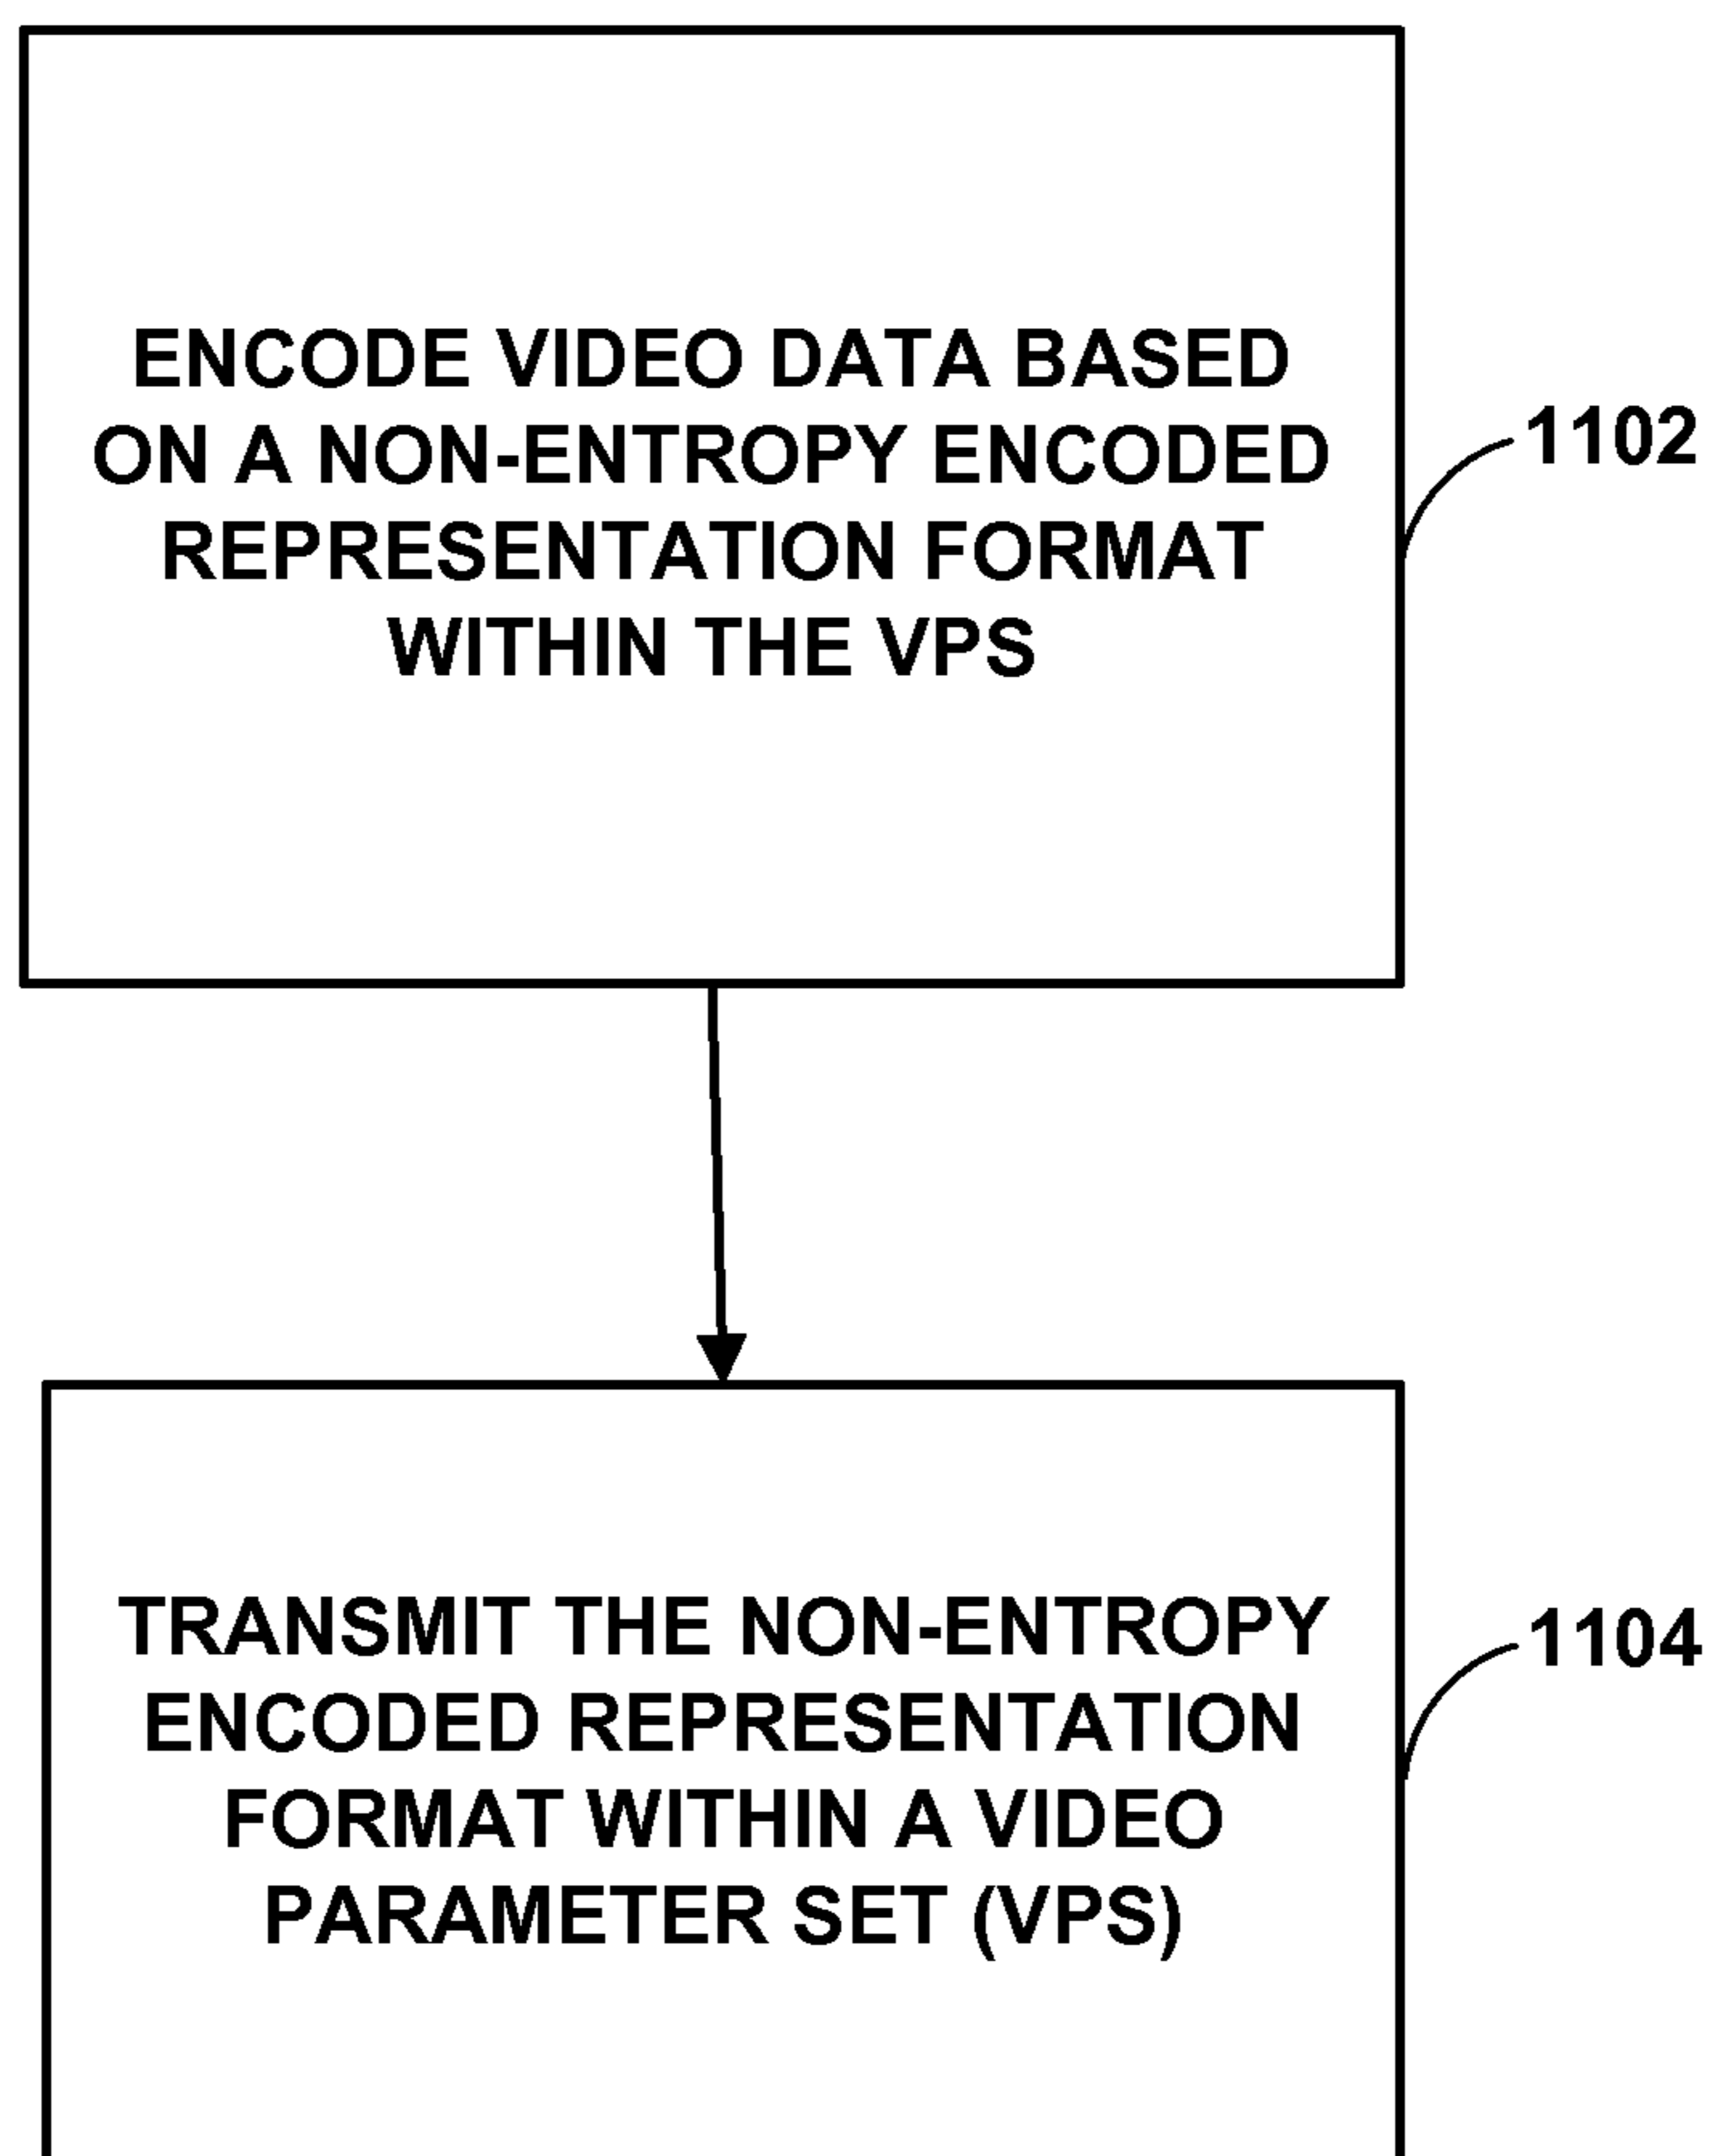 ENCODE VIDEO DATA BASED
ON A NON-ENTROPY ENCODED
REPRESENTATION FORMAT
WITHIN THE VPS
1102
TRANSMIT THE NON-ENTROPY
ENCODED REPRESENTATION
FORMAT WITHIN A VIDEO
PARAMETER SET (VPS)
1104